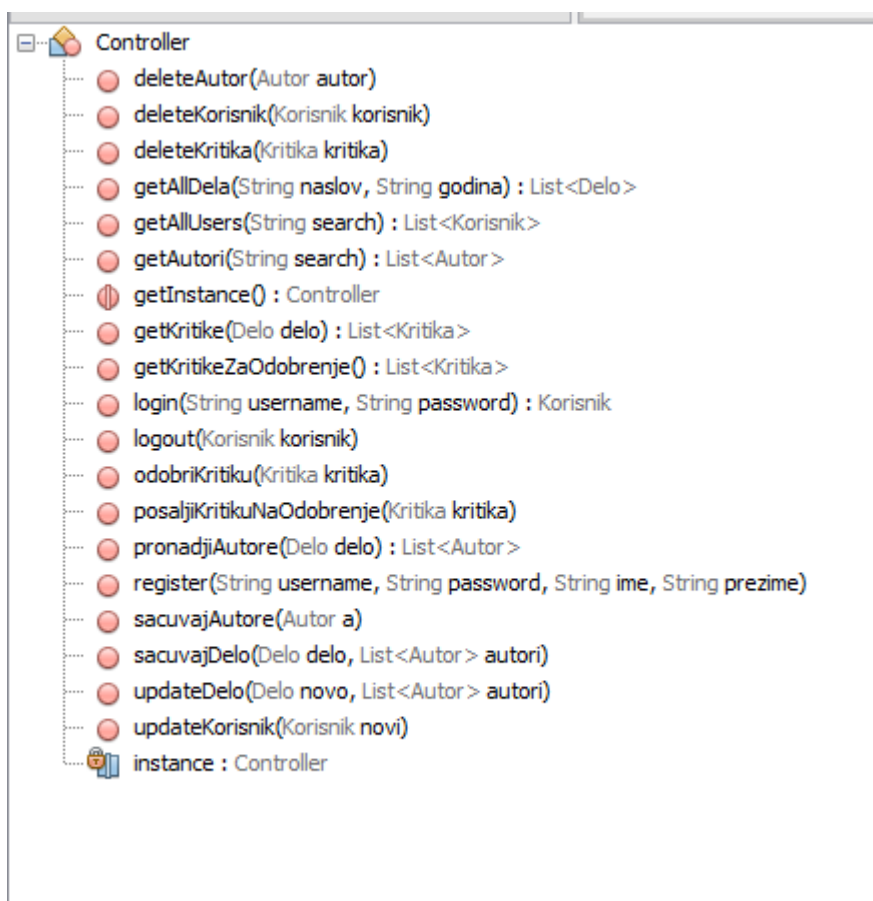 Controller
deleteAutor(Autor autor)
deleteKorisnik(Korisnik korisnik)
deleteKritika(Kritika kritika)
getAllDela(String naslov, String godina) : List<Delo>
getAllUsers(String search) : List<Korisnik>
getAutori(String search) : List<Autor>
getInstance() : Controller
getKritike(Delo delo) : List<Kritika>
getKritikeZaOdobrenje() : List<Kritika>
login(String username, String password) : Korisnik
logout(Korisnik korisnik)
odobriKritiku(Kritika kritika)
posaljiKritikuNaOdobrenje(Kritika kritika)
pronadjiAutore(Delo delo) : List<Autor>
register(String username, String password, String ime, String prezime)
sacuvajAutore(Autor a)
sacuvajDelo(Delo delo, List<Autor> autori)
updateDelo(Delo novo, List<Autor> autori)
updateKorisnik(Korisnik novi)
instance : Controller